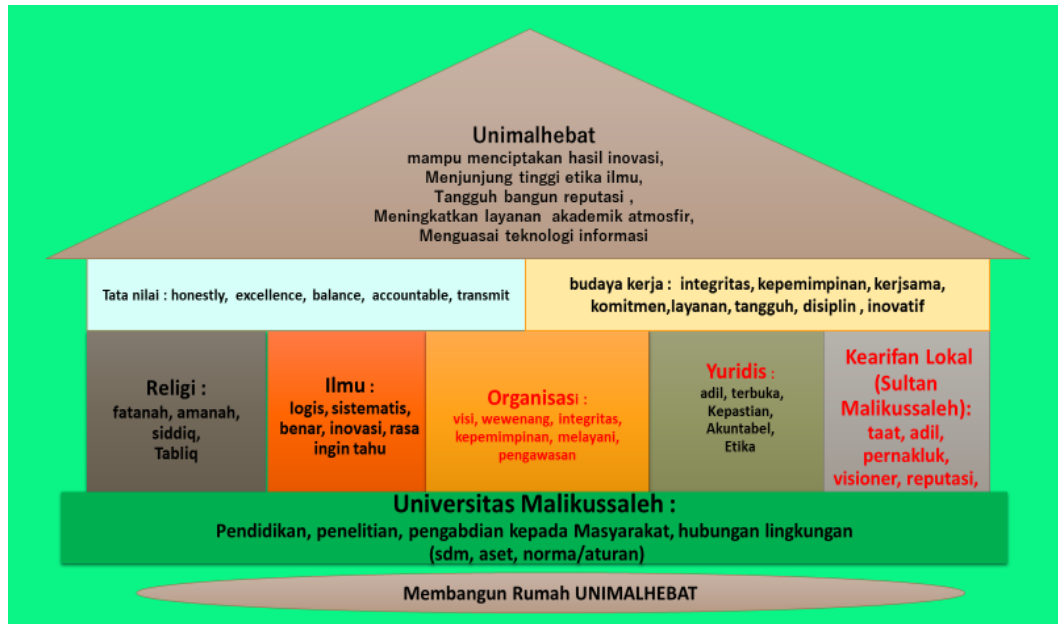 Unimalhebat
mampu menciptakan hasil inovasi,
Menjunjung tinggi etika ilmu,
Tangguh bangun reputasi ,
Meningkatkan layanan akademik atmosfir,
Menguasai teknologi informasi
Tata nilai : honestly, excellence, balance, accountable, transmit
budaya kerja : integritas, kepemimpinan, kerjsama,
komitmen,layanan, tangguh, disiplin , inovatif
Religi :
fatanah, amanah,
siddiq,
Tabliq
Ilmu :
logis, sistematis,
benar, inovasi, rasa
ingin tahu
Organisasi :
visi, wewenang, integritas,
kepemimpinan, melayani,
pengawasan
Yuridis :
adil, terbuka,
Kepastian,
Akuntabel,
Etika
Kearifan Lokal
(Sultan
Malikussaleh):
taat, adil,
pernakluk,
visioner, reputasi,
Universitas Malikussaleh :
Pendidikan, penelitian, pengabdian kepada Masyarakat, hubungan lingkungan
(sdm, aset, norma/aturan)
Membangun Rumah UNIMALHEBAT